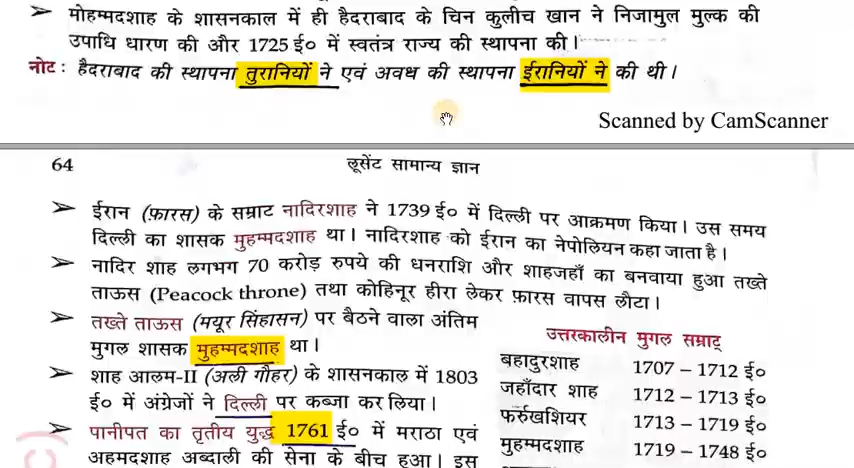 ➢ मोहम्मदशाह के शासनकाल में ही हैदराबाद के चिन कुलीच खान ने निजामुल मुल्क की
उपाधि धारण की और 1725 ई० में स्वतंत्र राज्य की स्थापना की।
नोट : हैदराबाद की स्थापना तुरानियों ने एवं अवध की स्थापना ईरानियों ने की थी।
Scanned by CamScanner
64 लूसेंट सामान्य ज्ञान
➢ ईरान (फ़ारस) के सम्राट नादिरशाह ने 1739 ई० में दिल्ली पर आक्रमण किया। उस समय
दिल्ली का शासक मुहम्मदशाह था। नादिरशाह को ईरान का नेपोलियन कहा जाता है।
➢ नादिर शाह लगभग 70 करोड़ रुपये की धनराशि और शाहजहाँ का बनवाया हुआ तख्ते
ताऊस (Peacock throne) तथा कोहिनूर हीरा लेकर फ़ारस वापस लौटा।
➢ तख्ते ताऊस (मयूर सिंहासन) पर बैठने वाला अंतिम
मुगल शासक मुहम्मदशाह था।
➢ शाह आलम-II (अली गौहर) के शासनकाल में 1803
ई० में अंग्रेजों ने दिल्ली पर कब्जा कर लिया।
➢ पानीपत का तृतीय युद्ध 1761 ई० में मराठा एवं
अहमदशाह अब्दाली की सेना के बीच हुआ। इस
उत्तरकालीन मुगल सम्राट्
बहादुरशाह 1707 – 1712 ई०
जहाँदार शाह 1712 – 1713 ई०
फर्रुखशियर 1713 – 1719 ई०
मुहम्मदशाह 1719 – 1748 ई०